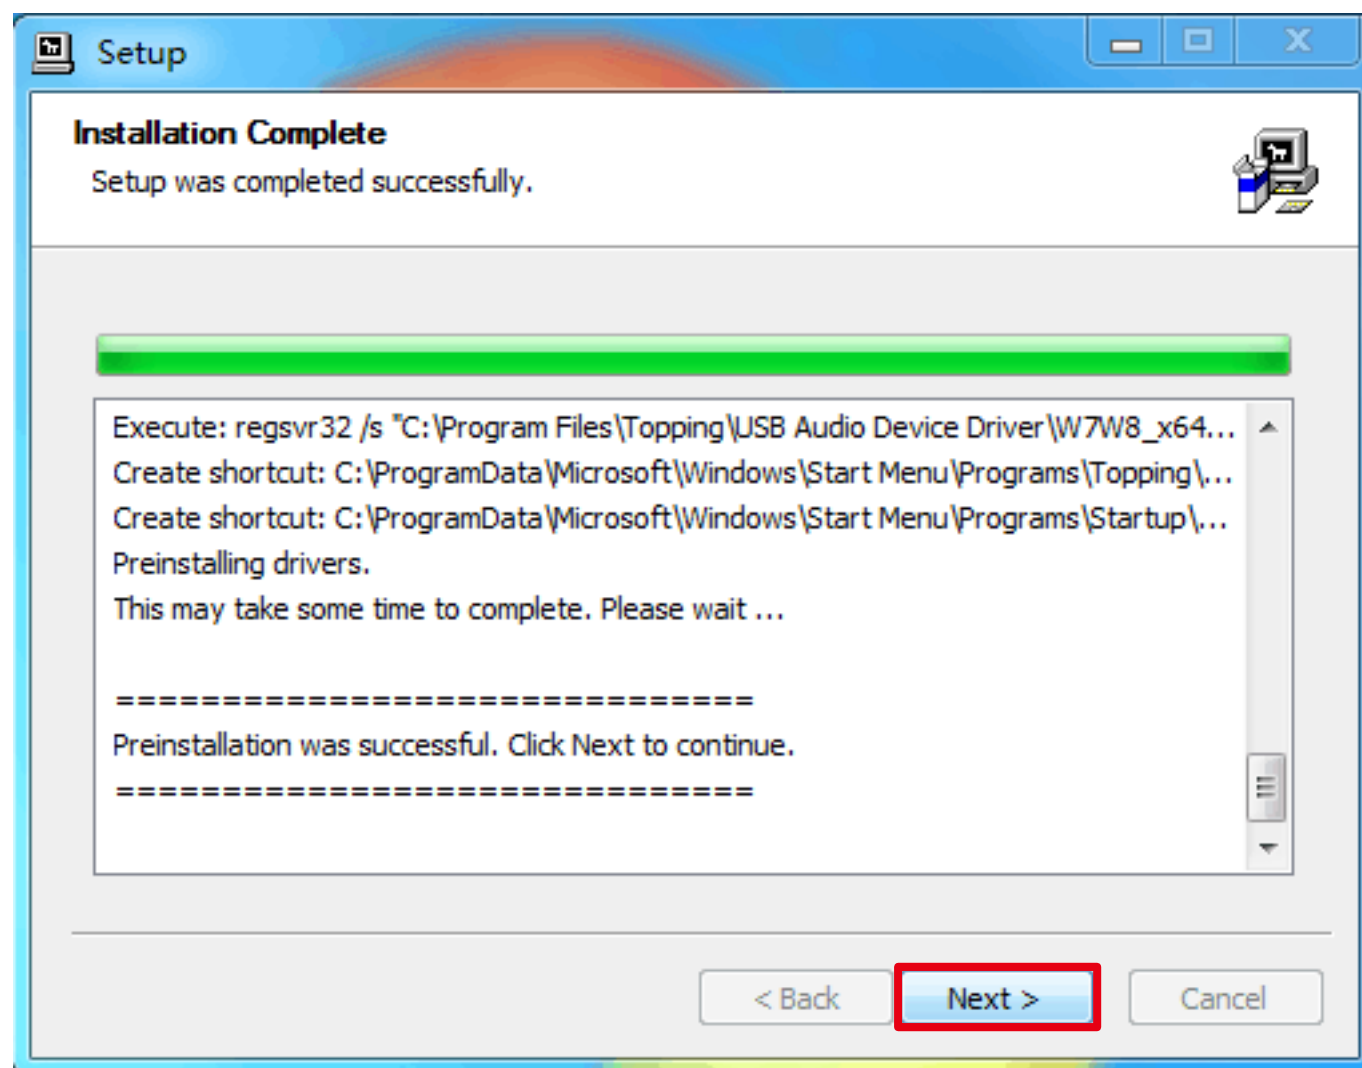 Setup
Installation Complete
Setup was completed successfully.
Execute: regsvr32 /s "C:\Program Files\Topping\USB Audio Device Driver\W7W8_x64...
Create shortcut: C:\ProgramData\Microsoft\Windows\Start Menu\Programs\Topping\...
Create shortcut: C:\ProgramData\Microsoft\Windows\Start Menu\Programs\Startup\...
Preinstalling drivers.
This may take some time to complete. Please wait ...
==============================
Preinstallation was successful. Click Next to continue.
==============================
< Back
Next >
Cancel